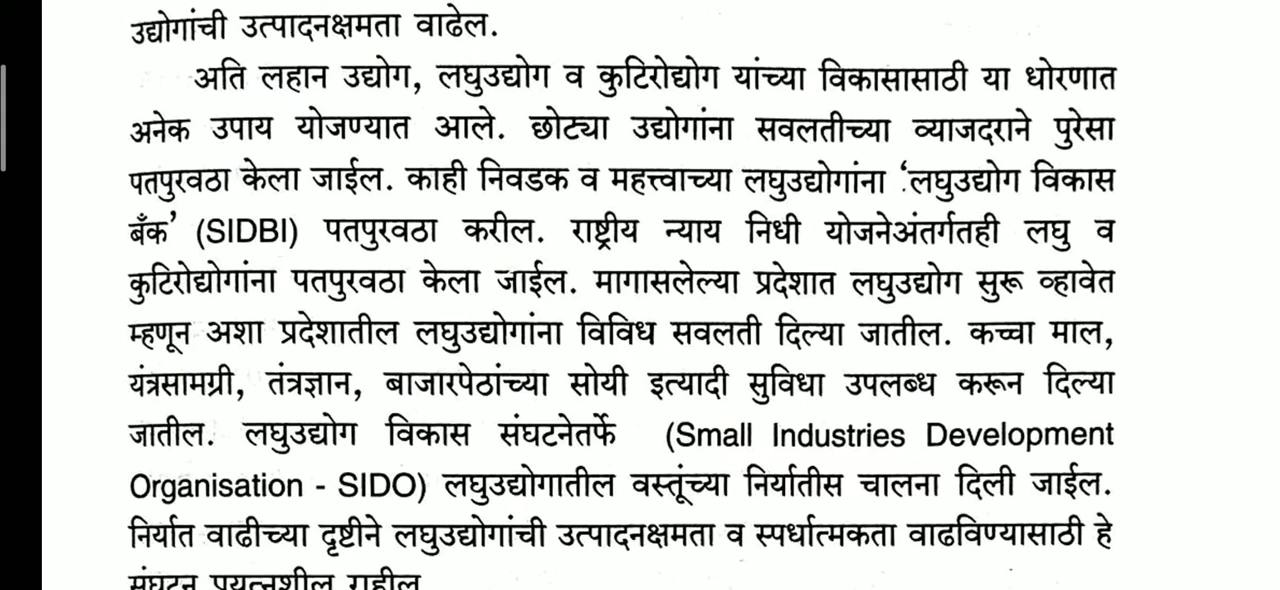 उद्योगांची उत्पादनक्षमता वाढेल.
अति लहान उद्योग, लघुउद्योग व कुटिरोद्योग यांच्या विकासासाठी या धोरणात
अनेक उपाय योजण्यात आले. छोट्या उद्योगांना सवलतीच्या व्याजदराने पुरेसा
पतपुरवठा केला जाईल. काही निवडक व महत्त्वाच्या लघुउद्योगांना ‘लघुउद्योग विकास
बँक’ (SIDBI) पतपुरवठा करील. राष्ट्रीय न्याय निधी योजनेअंतर्गतही लघु व
कुटिरोद्योगांना पतपुरवठा केला जाईल. मागासलेल्या प्रदेशात लघुउद्योग सुरू व्हावेत
म्हणून अशा प्रदेशातील लघुउद्योगांना विविध सवलती दिल्या जातील. कच्चा माल,
यंत्रसामग्री, तंत्रज्ञान, बाजारपेठांच्या सोयी इत्यादी सुविधा उपलब्ध करून दिल्या
जातील. लघुउद्योग विकास संघटनेतर्फे (Small Industries Development
Organisation - SIDO) लघुउद्योगातील वस्तूंच्या निर्यातीस चालना दिली जाईल.
निर्यात वाढीच्या दृष्टीने लघुउद्योगांची उत्पादनक्षमता व स्पर्धात्मकता वाढविण्यासाठी हे
संघटन प्रयत्नशील राहील